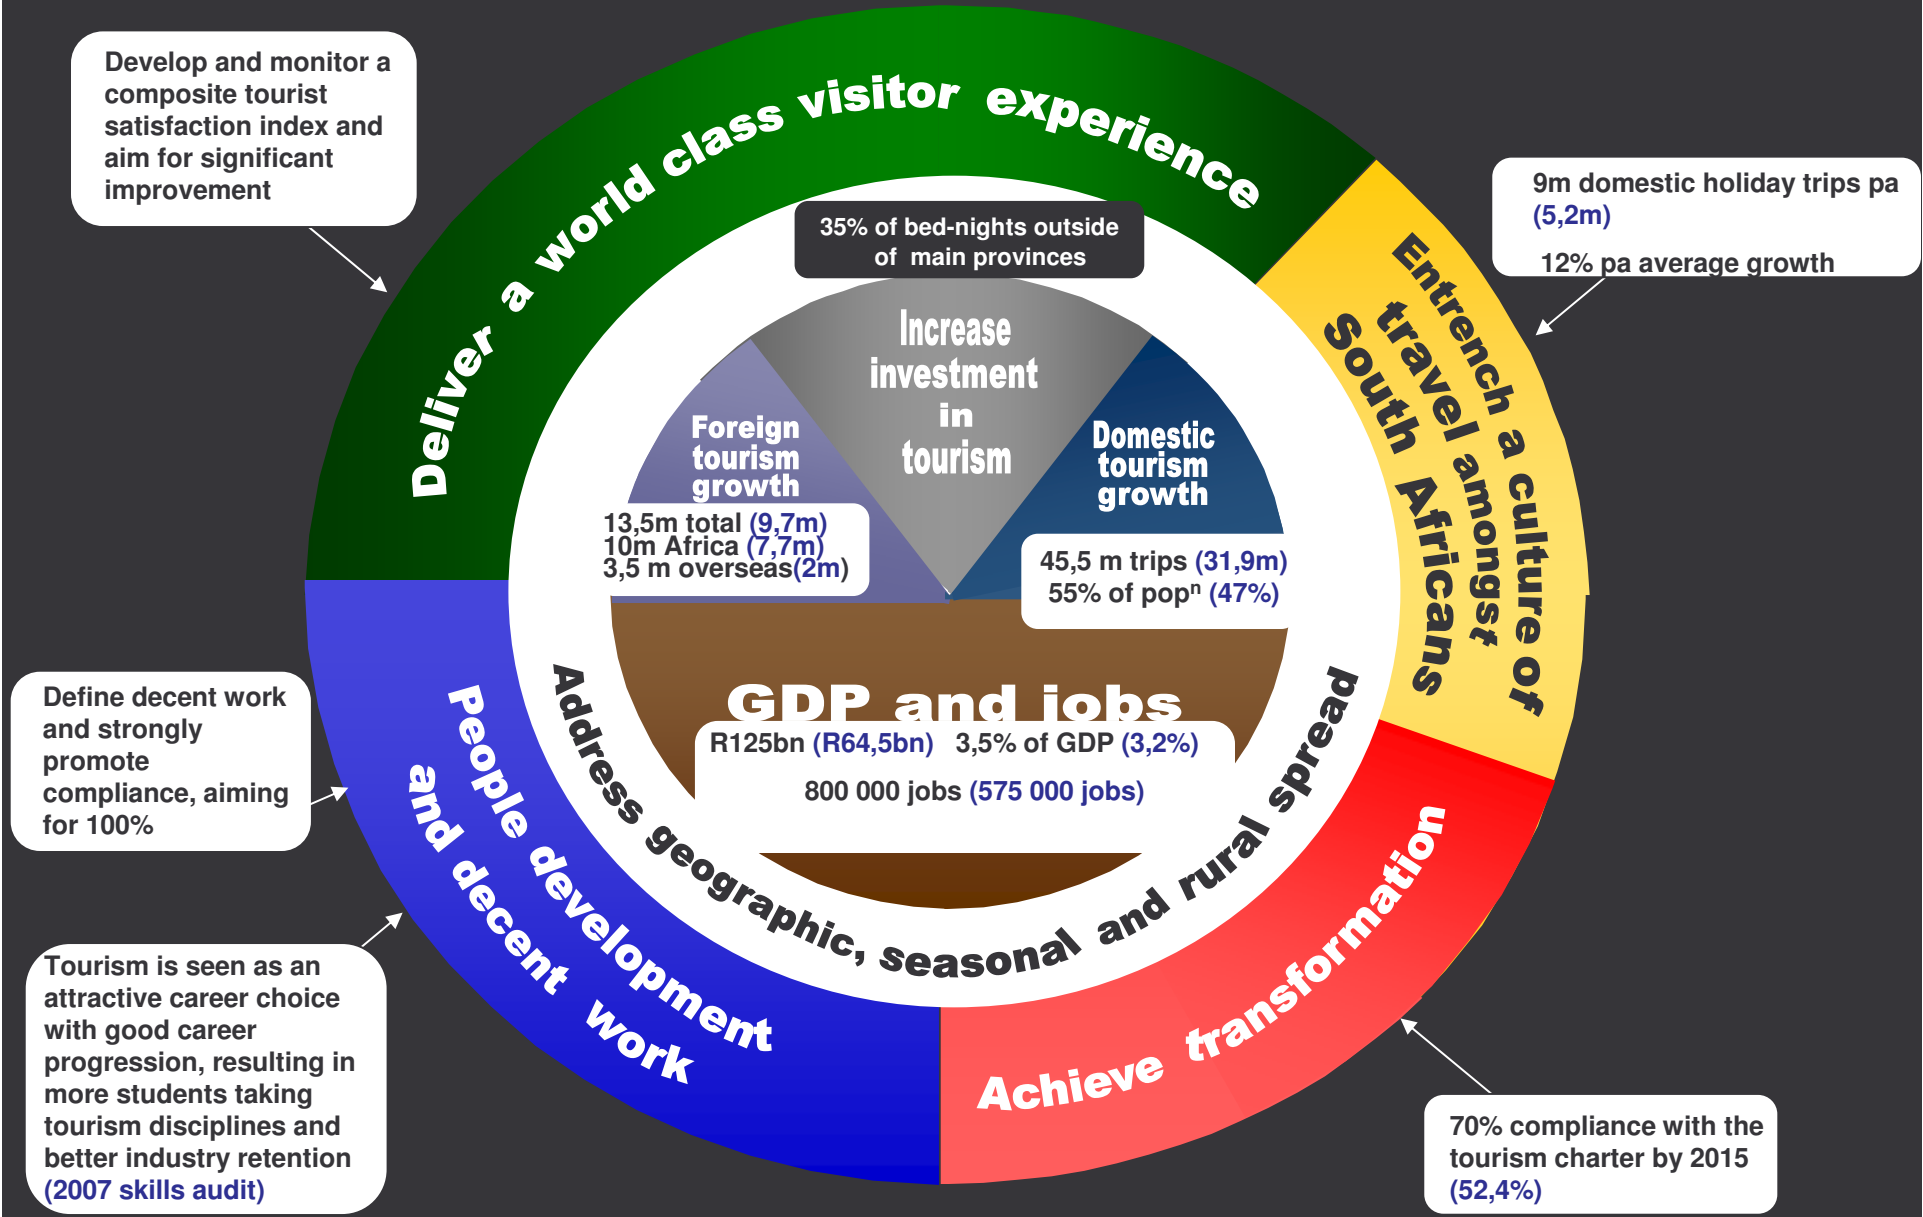 Develop and monitor a
composite tourist
satisfaction index and
aim for significant
improvement
Deliver a world class visitor experience
9m domestic holiday trips pa
(5,2m)
12% pa average growth
Entrench a culture of
travel amongst
South Africans
35% of bed-nights outside
of main provinces
Increase
investment
in
tourism
Foreign
tourism
growth
13,5m total (9,7m)
10m Africa (7,7m)
3,5 m overseas(2m)
Domestic
tourism
growth
45,5 m trips (31,9m)
55% of popⁿ (47%)
GDP and jobs
R125bn (R64,5bn) 3,5% of GDP (3,2%)
800 000 jobs (575 000 jobs)
Address geographic, seasonal and rural spread
Define decent work
and strongly
promote
compliance, aiming
for 100%
People development
and decent work
Tourism is seen as an
attractive career choice
with good career
progression, resulting in
more students taking
tourism disciplines and
better industry retention
(2007 skills audit)
Achieve transformation
70% compliance with the
tourism charter by 2015
(52,4%)